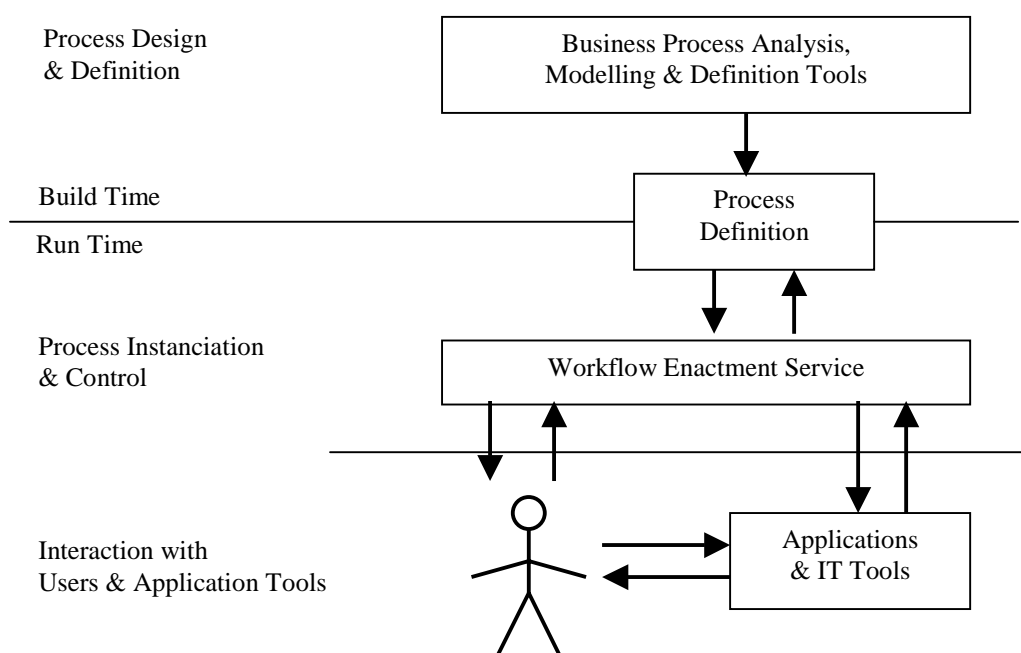 Process Design
& Definition
Business Process Analysis,
Modelling & Definition Tools
Build Time
Process
Definition
Run Time
Process Instanciation
& Control
Workflow Enactment Service
Interaction with
Users & Application Tools
Applications
& IT Tools